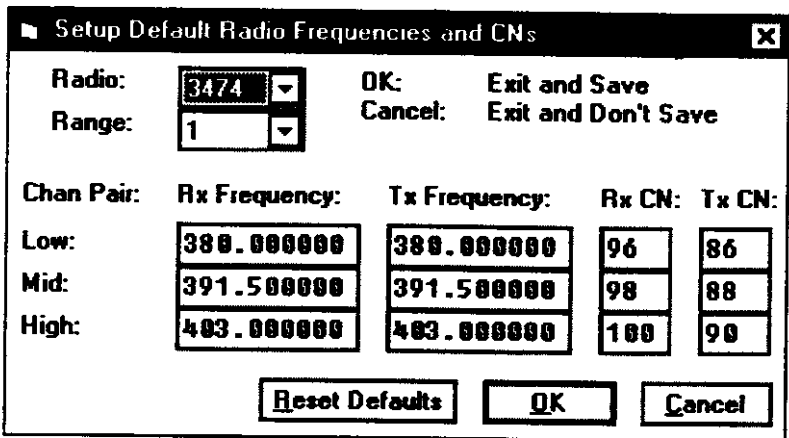 Setup Default Radio Frequencies and CNs
Radio: 3474 OK: Exit and Save
Range: 1 Cancel: Exit and Don't Save
Chan Pair: Rx Frequency: Tx Frequency: Rx CN: Tx CN:
Low: 380.000000 380.000000 96 86
Mid: 391.500000 391.500000 98 88
High: 403.000000 403.000000 100 90
Reset Defaults OK Cancel